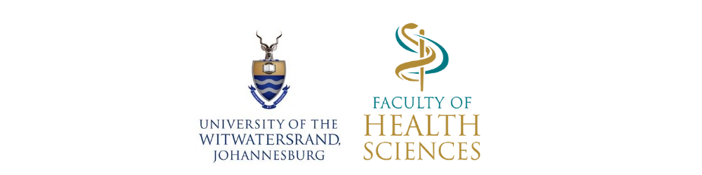 UNIVERSITY OF THE
WITWATERSRAND,
JOHANNESBURG
FACULTY OF
HEALTH
SCIENCES